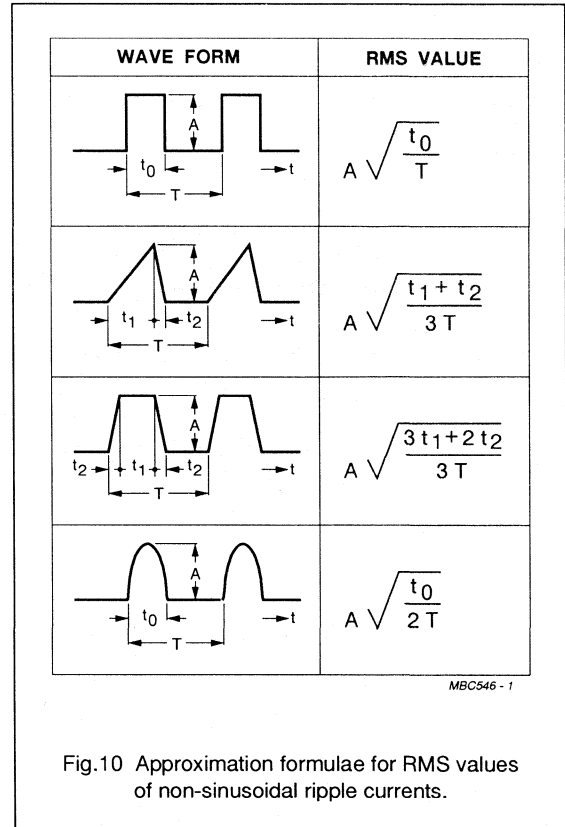 WAVE FORM RMS VALUE
A
t0 t
T
A √(t0 / T)
A
t1 t2 t
T
A √((t1 + t2) / 3 T)
A
t2 t1 t2 t
T
A √((3 t1 + 2 t2) / 3 T)
A
t0 t
T
A √(t0 / 2 T)
MBC546 - 1
Fig.10 Approximation formulae for RMS values
of non-sinusoidal ripple currents.